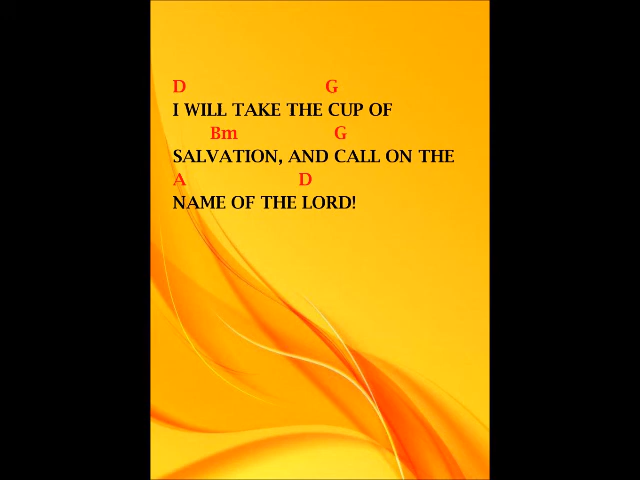 D G
I WILL TAKE THE CUP OF
Bm G
SALVATION, AND CALL ON THE
A D
NAME OF THE LORD!